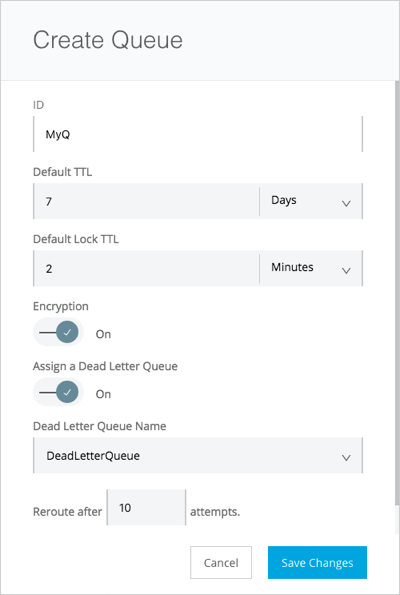 Create Queue
ID
MyQ
Default TTL
7 Days
Default Lock TTL
2 Minutes
Encryption
On
Assign a Dead Letter Queue
On
Dead Letter Queue Name
DeadLetterQueue
Reroute after 10 attempts.
Cancel Save Changes